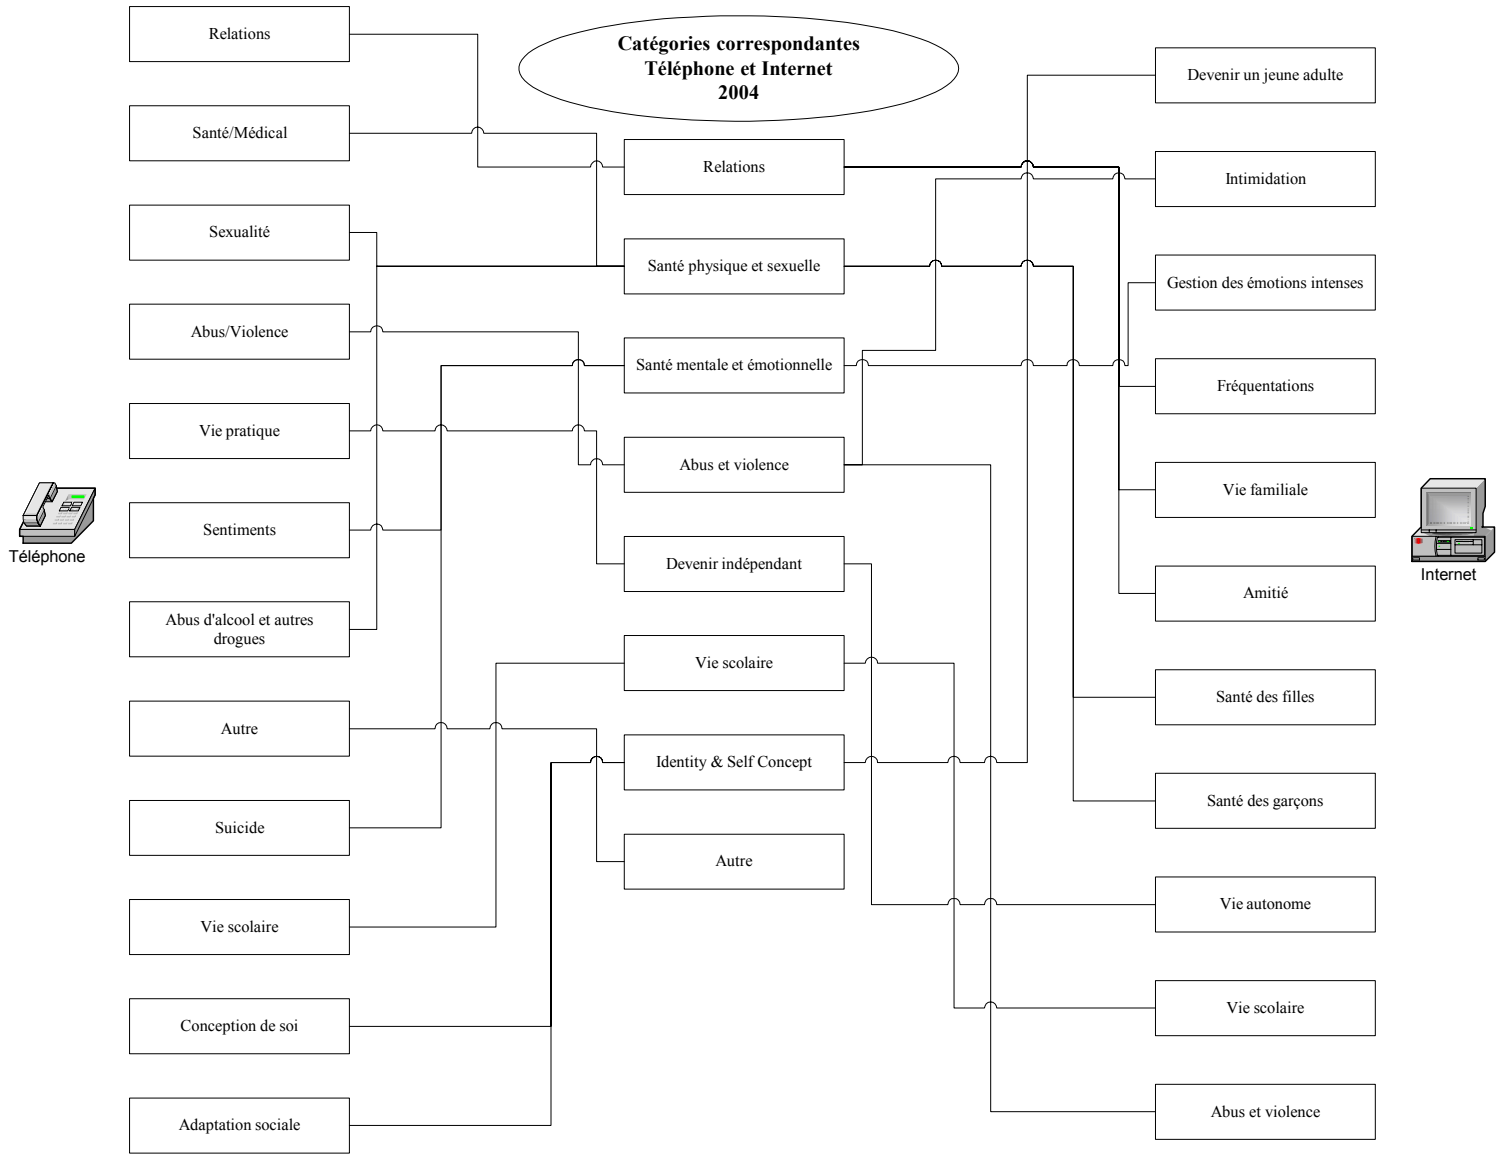 Catégories correspondantes
Téléphone et Internet
2004
Relations
Santé/Médical
Sexualité
Abus/Violence
Vie pratique
Sentiments
Abus d'alcool et autres
drogues
Autre
Suicide
Vie scolaire
Conception de soi
Adaptation sociale
Téléphone
Relations
Santé physique et sexuelle
Santé mentale et émotionnelle
Abus et violence
Devenir indépendant
Vie scolaire
Identity & Self Concept
Autre
Devenir un jeune adulte
Intimidation
Gestion des émotions intenses
Fréquentations
Vie familiale
Amitié
Santé des filles
Santé des garçons
Vie autonome
Vie scolaire
Abus et violence
Internet